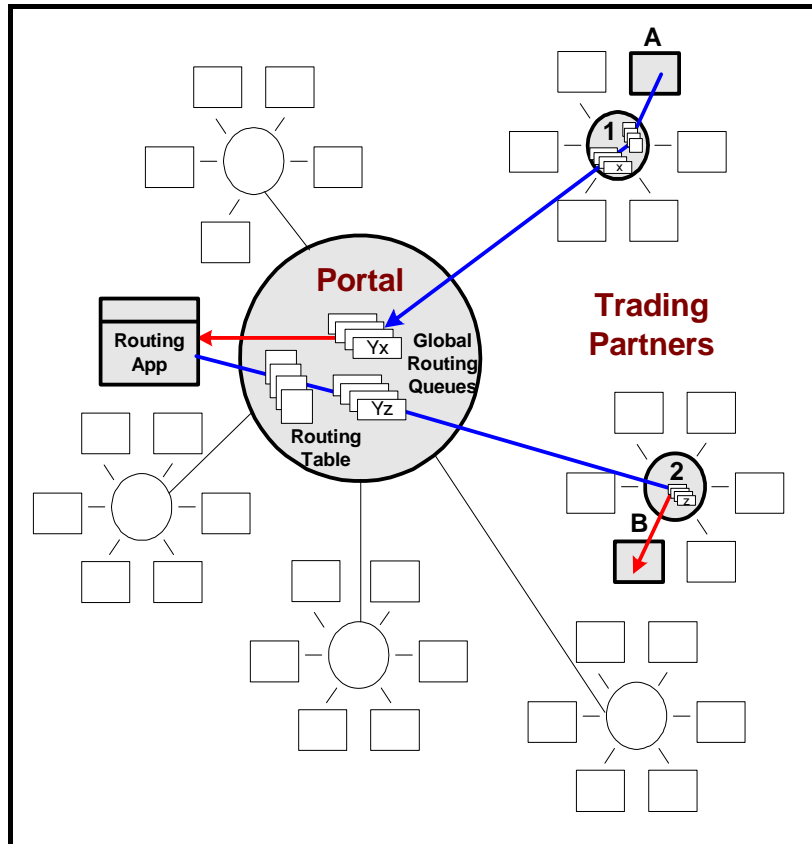 A
1
x
Portal
Trading
Partners
Yx
Global
Routing
Queues
Routing
App
Yz
Routing
Table
2
z
B